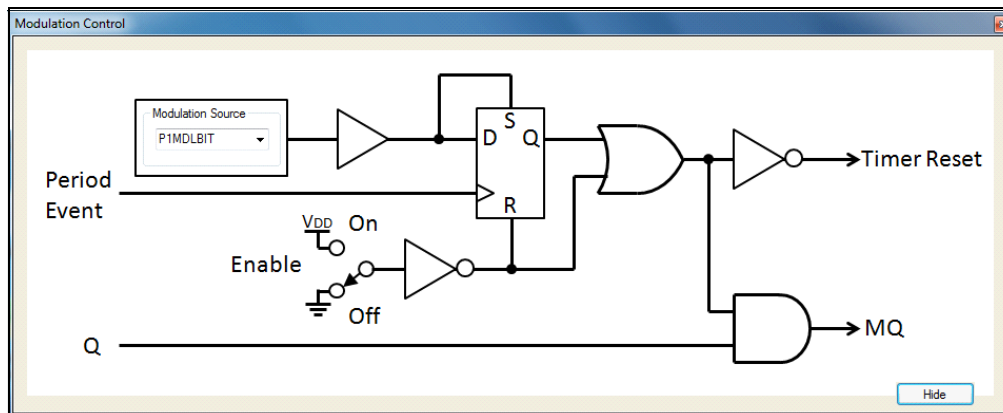 Modulation Control
Modulation Source
P1MDLBIT
D
S
Q
R
Timer Reset
Period
Event
VDD
On
Enable
Off
Q
MQ
Hide